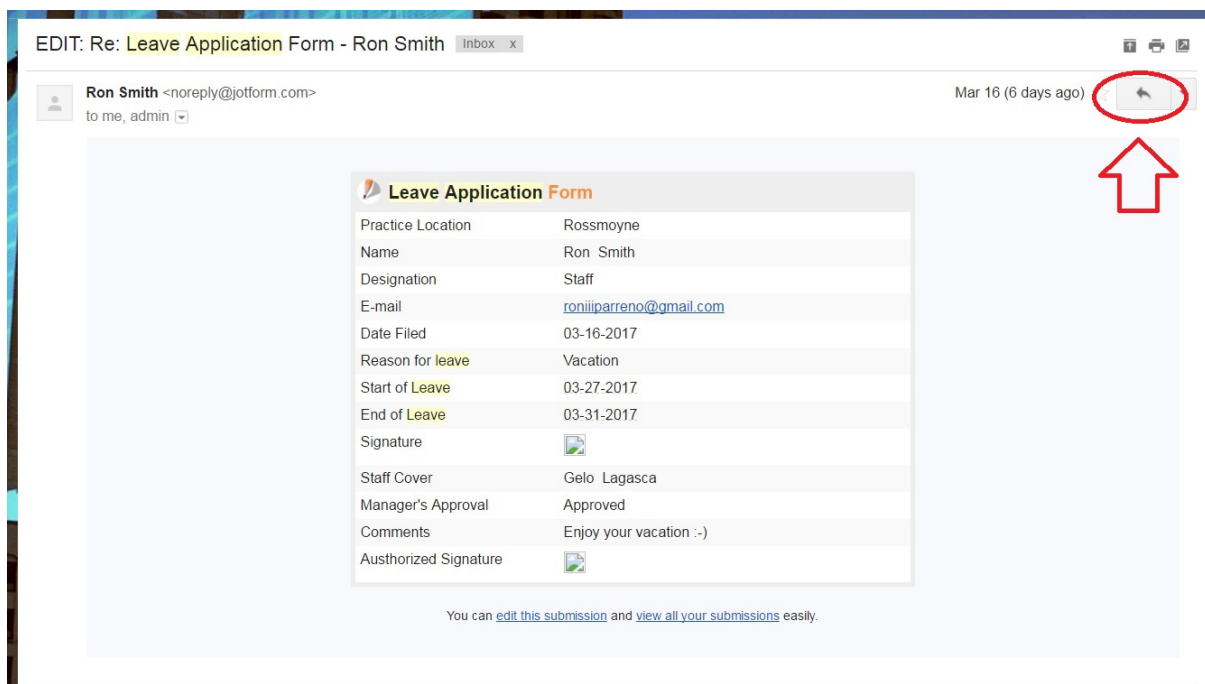 EDIT: Re: Leave Application Form - Ron Smith Inbox x
Ron Smith <noreply@jotform.com> Mar 16 (6 days ago)
to me, admin
Leave Application Form
Practice Location Rossmoyne
Name Ron Smith
Designation Staff
E-mail roniiiparreno@gmail.com
Date Filed 03-16-2017
Reason for leave Vacation
Start of Leave 03-27-2017
End of Leave 03-31-2017
Signature
Staff Cover Gelo Lagasca
Manager's Approval Approved
Comments Enjoy your vacation :-)
Austhorized Signature
You can edit this submission and view all your submissions easily.